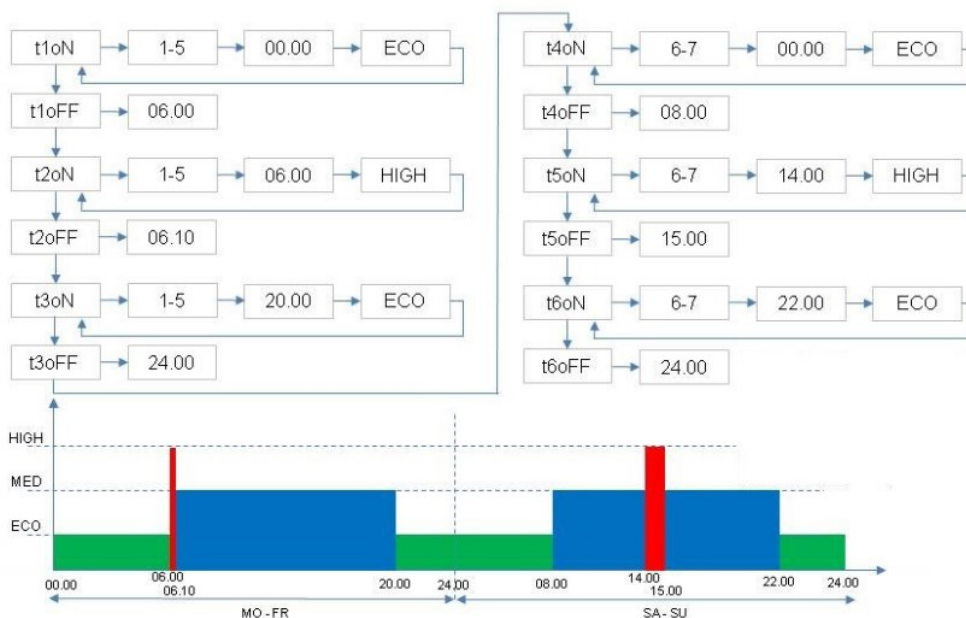 t1oN 1-5 00.00 ECO
t1oFF 06.00
t2oN 1-5 06.00 HIGH
t2oFF 06.10
t3oN 1-5 20.00 ECO
t3oFF 24.00
t4oN 6-7 00.00 ECO
t4oFF 08.00
t5oN 6-7 14.00 HIGH
t5oFF 15.00
t6oN 6-7 22.00 ECO
t6oFF 24.00
HIGH
MED
ECO
00.00 06.00 20.00 24.00 08.00 14.00 22.00 24.00
06.10 15.00
MO - FR SA - SU